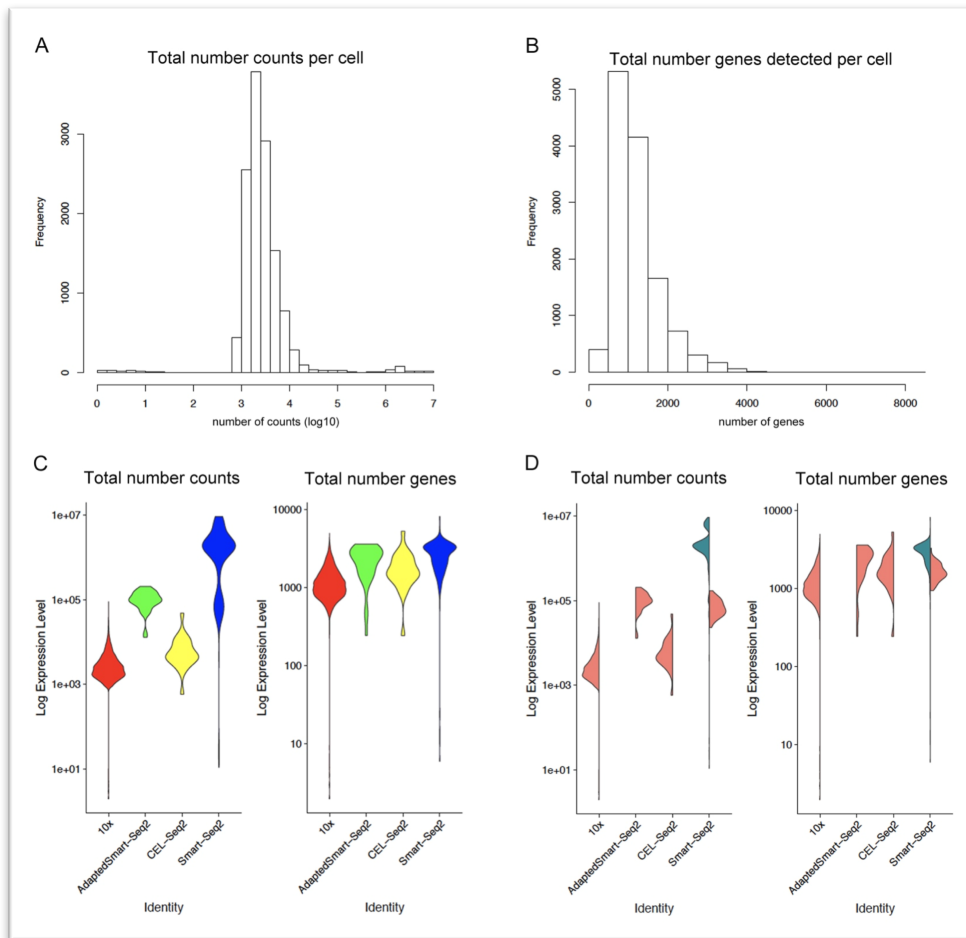 A
Total number counts per cell
Frequency
3000
2000
1000
0
0 1 2 3 4 5 6 7
number of counts (log10)
B
Total number genes detected per cell
Frequency
5000
4000
3000
2000
1000
0
0 2000 4000 6000 8000
number of genes
C
Total number counts
Log Expression Level
1e+07
1e+05
1e+03
1e+01
10x
AdaptedSmart-Seq2
CEL-Seq2
Smart-Seq2
Identity
Total number genes
Log Expression Level
10000
1000
100
10
10x
AdaptedSmart-Seq2
CEL-Seq2
Smart-Seq2
Identity
D
Total number counts
Log Expression Level
1e+07
1e+05
1e+03
1e+01
10x
AdaptedSmart-Seq2
CEL-Seq2
Smart-Seq2
Identity
Total number genes
Log Expression Level
10000
1000
100
10
10x
AdaptedSmart-Seq2
CEL-Seq2
Smart-Seq2
Identity